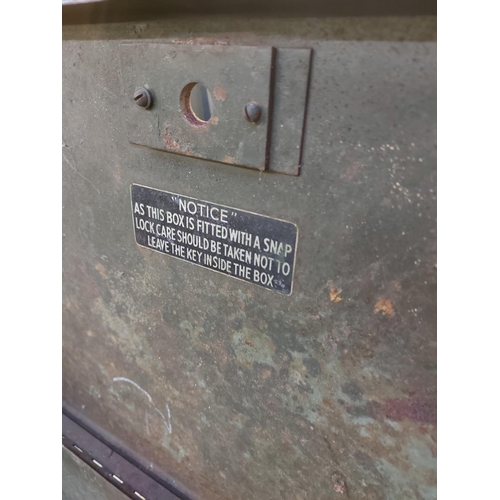 "NOTICE"
AS THIS BOX IS FITTED WITH A SNAP
LOCK CARE SHOULD BE TAKEN NOT TO
LEAVE THE KEY INSIDE THE BOX